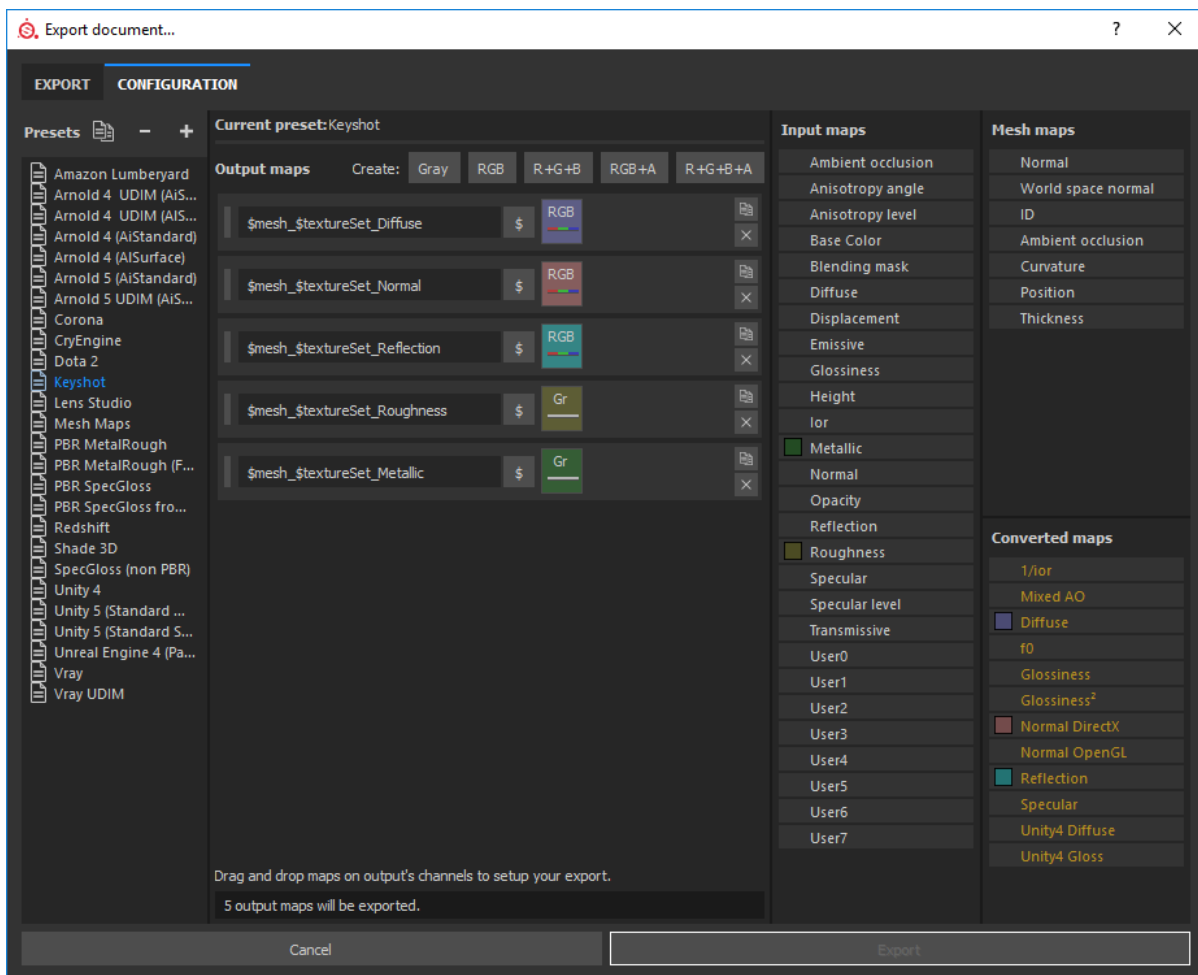 Export document...
?
EXPORT
CONFIGURATION
Presets
Amazon Lumberyard
Arnold 4 UDIM (AiS...
Arnold 4 UDIM (AlS...
Arnold 4 (AiStandard)
Arnold 4 (AlSurface)
Arnold 5 (AiStandard)
Arnold 5 UDIM (AiS...
Corona
CryEngine
Dota 2
Keyshot
Lens Studio
Mesh Maps
PBR MetalRough
PBR MetalRough (F...
PBR SpecGloss
PBR SpecGloss fro...
Redshift
Shade 3D
SpecGloss (non PBR)
Unity 4
Unity 5 (Standard ...
Unity 5 (Standard S...
Unreal Engine 4 (Pa...
Vray
Vray UDIM
Current preset:Keyshot
Output maps
Create:
Gray
RGB
R+G+B
RGB+A
R+G+B+A
$mesh_$textureSet_Diffuse
$
RGB
$mesh_$textureSet_Normal
$
RGB
$mesh_$textureSet_Reflection
$
RGB
$mesh_$textureSet_Roughness
$
Gr
$mesh_$textureSet_Metallic
$
Gr
Drag and drop maps on output's channels to setup your export.
5 output maps will be exported.
Input maps
Ambient occlusion
Anisotropy angle
Anisotropy level
Base Color
Blending mask
Diffuse
Displacement
Emissive
Glossiness
Height
Ior
Metallic
Normal
Opacity
Reflection
Roughness
Specular
Specular level
Transmissive
User0
User1
User2
User3
User4
User5
User6
User7
Mesh maps
Normal
World space normal
ID
Ambient occlusion
Curvature
Position
Thickness
Converted maps
1/ior
Mixed AO
Diffuse
f0
Glossiness
Glossiness²
Normal DirectX
Normal OpenGL
Reflection
Specular
Unity4 Diffuse
Unity4 Gloss
Cancel
Export